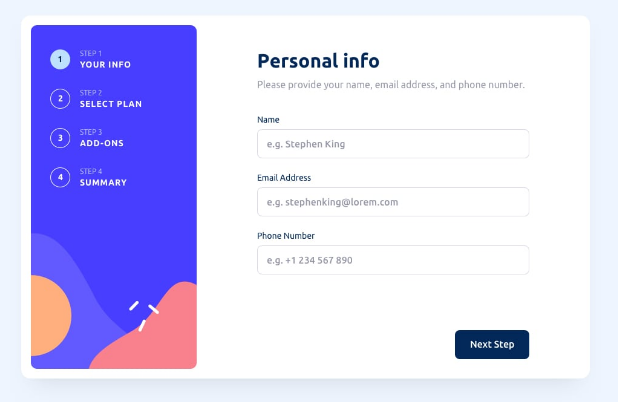 1
STEP 1
YOUR INFO
2
STEP 2
SELECT PLAN
3
STEP 3
ADD-ONS
4
STEP 4
SUMMARY
Personal info
Please provide your name, email address, and phone number.
Name
e.g. Stephen King
Email Address
e.g. stephenking@lorem.com
Phone Number
e.g. +1 234 567 890
Next Step